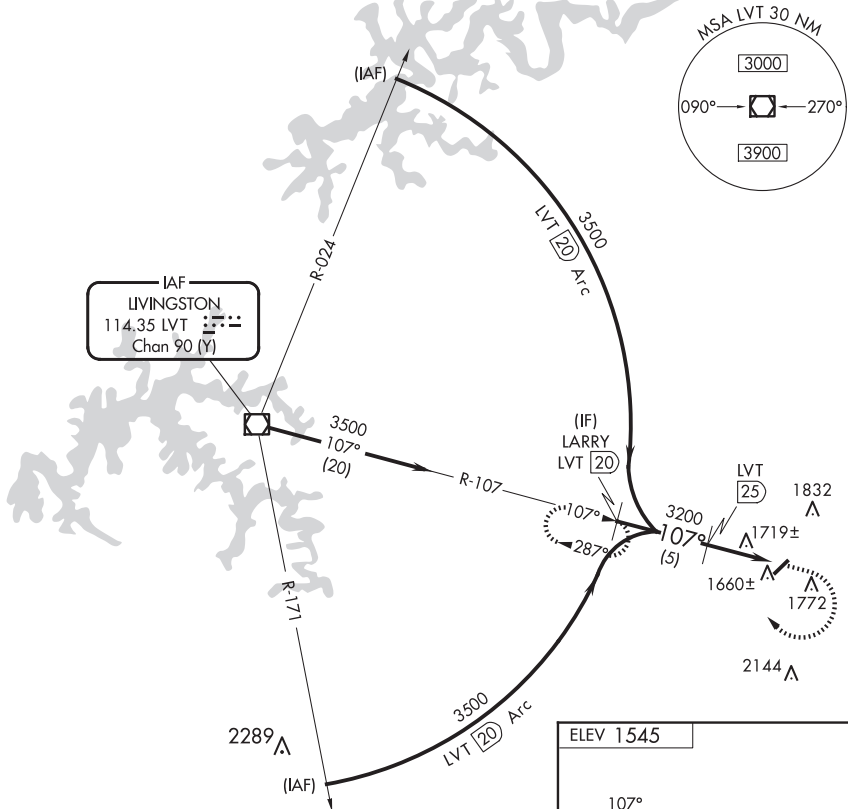 MSA LVT 30 NM
3000
090°
270°
3900
(IAF)
3500
LVT 20 Arc
R-024
IAF
LIVINGSTON
114.35 LVT
Chan 90 (Y)
3500
107°
(20)
R-107
(IF)
LARRY
LVT 20
LVT
25
1832
107°
287°
3200
107°
(5)
1719±
1660±
1772
R-171
2144
2289
3500
LVT 20 Arc
(IAF)
ELEV 1545
107°